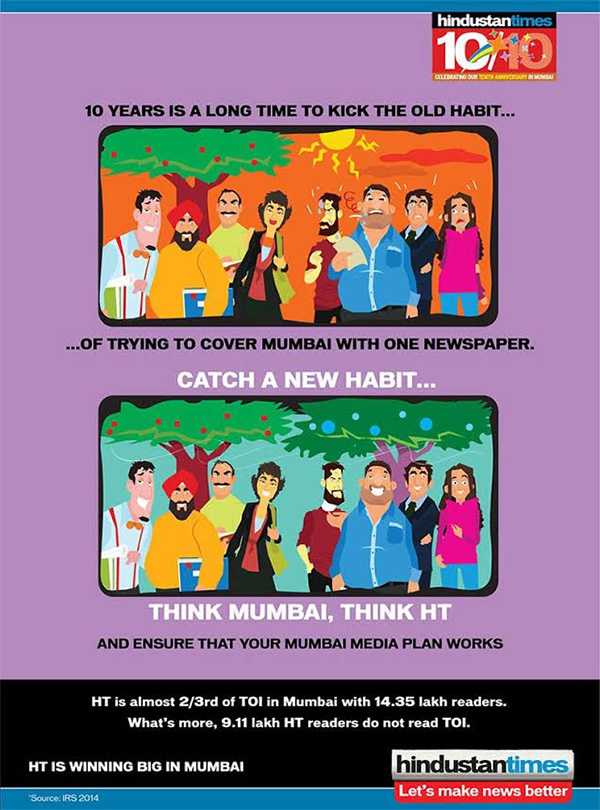 hindustantimes
10/10
CELEBRATING OUR TENTH ANNIVERSARY IN MUMBAI
10 YEARS IS A LONG TIME TO KICK THE OLD HABIT...
...OF TRYING TO COVER MUMBAI WITH ONE NEWSPAPER.
CATCH A NEW HABIT...
THINK MUMBAI, THINK HT
AND ENSURE THAT YOUR MUMBAI MEDIA PLAN WORKS
HT is almost 2/3rd of TOI in Mumbai with 14.35 lakh readers.
What's more, 9.11 lakh HT readers do not read TOI.
HT IS WINNING BIG IN MUMBAI
hindustantimes
Let's make news better
*Source: IRS 2014